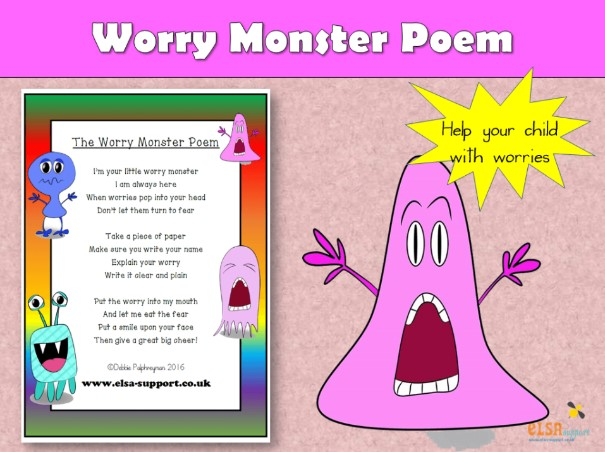 Worry Monster Poem
The Worry Monster Poem
I'm your little worry monster
I am always here
When worries pop into your head
Don't let them turn to fear
Take a piece of paper
Make sure you write your name
Explain your worry
Write it clear and plain
Put the worry into my mouth
And let me eat the fear
Put a smile upon your face
Then give a great big cheer!
©Debbie Palphreyman 2016
www.elsa-support.co.uk
Help your child
with worries
ELSA support